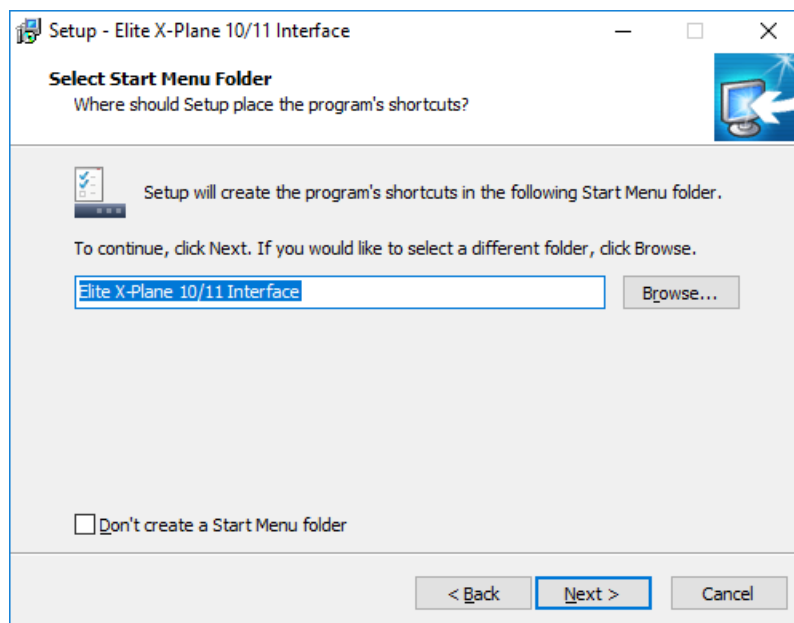 Setup - Elite X-Plane 10/11 Interface
Select Start Menu Folder
Where should Setup place the program's shortcuts?
Setup will create the program's shortcuts in the following Start Menu folder.
To continue, click Next. If you would like to select a different folder, click Browse.
Elite X-Plane 10/11 Interface
Browse...
Don't create a Start Menu folder
< Back
Next >
Cancel